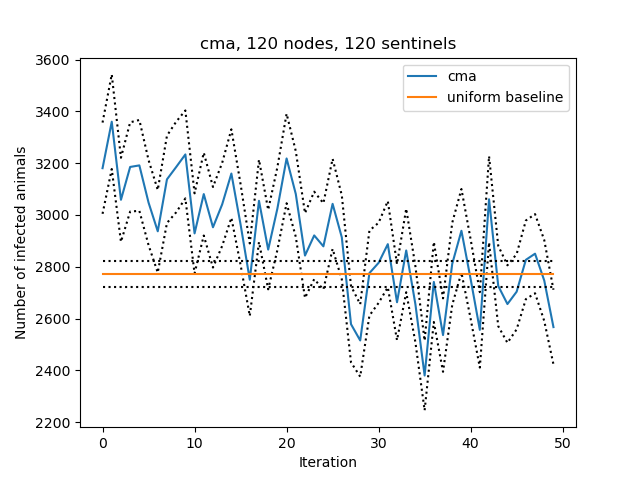 cma, 120 nodes, 120 sentinels
3600
3400
3200
3000
2800
2600
2400
2200
Number of infected animals
cma
uniform baseline
0
10
20
30
40
50
Iteration